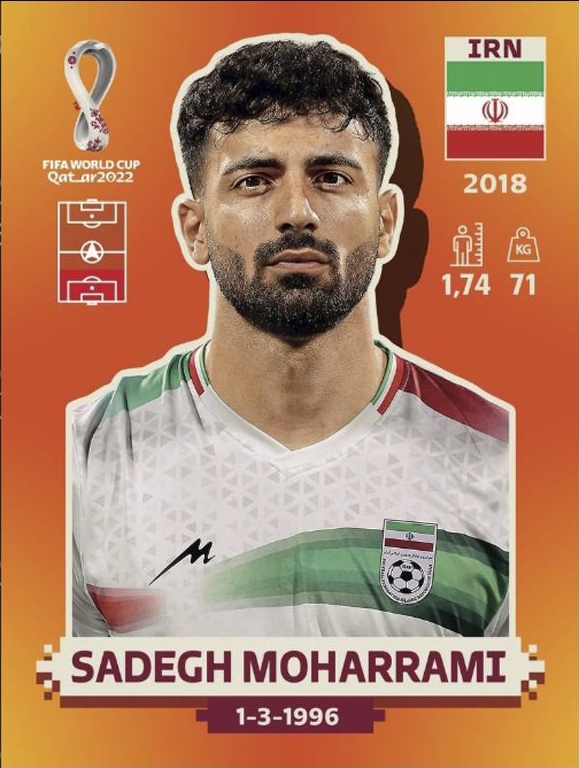 FIFA WORLD CUP
Qatar2022
IRN
2018
KG
1,74 71
SADEGH MOHARRAMI
1-3-1996